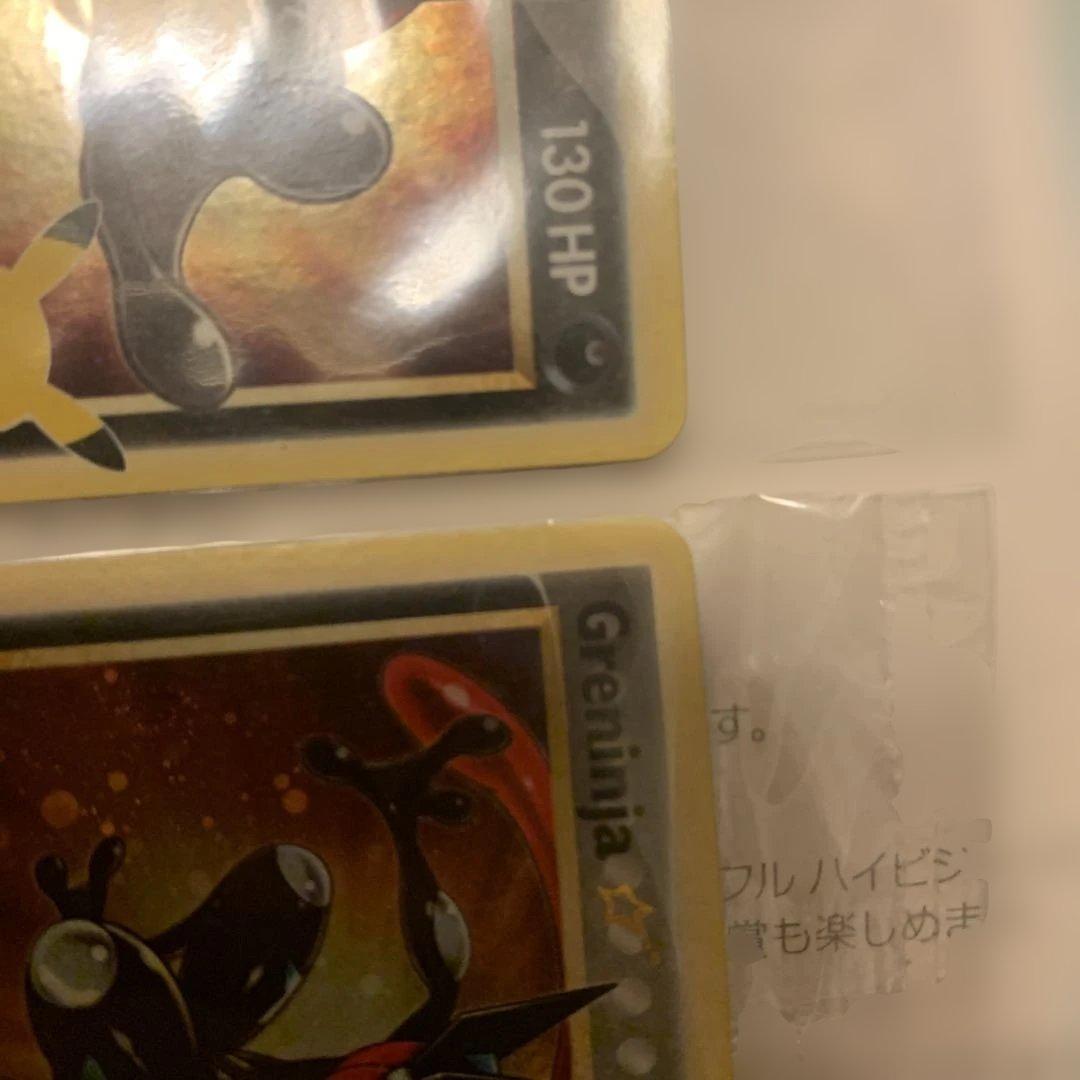 130 HP
Greninja
す。
フル ハイビジ
賞も楽しめま